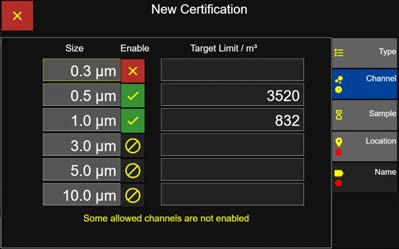 New Certification
Size Enable Target Limit / m³
0.3 µm
0.5 µm 3520
1.0 µm 832
3.0 µm
5.0 µm
10.0 µm
Some allowed channels are not enabled
Type
Channel
Sample
Location
Name